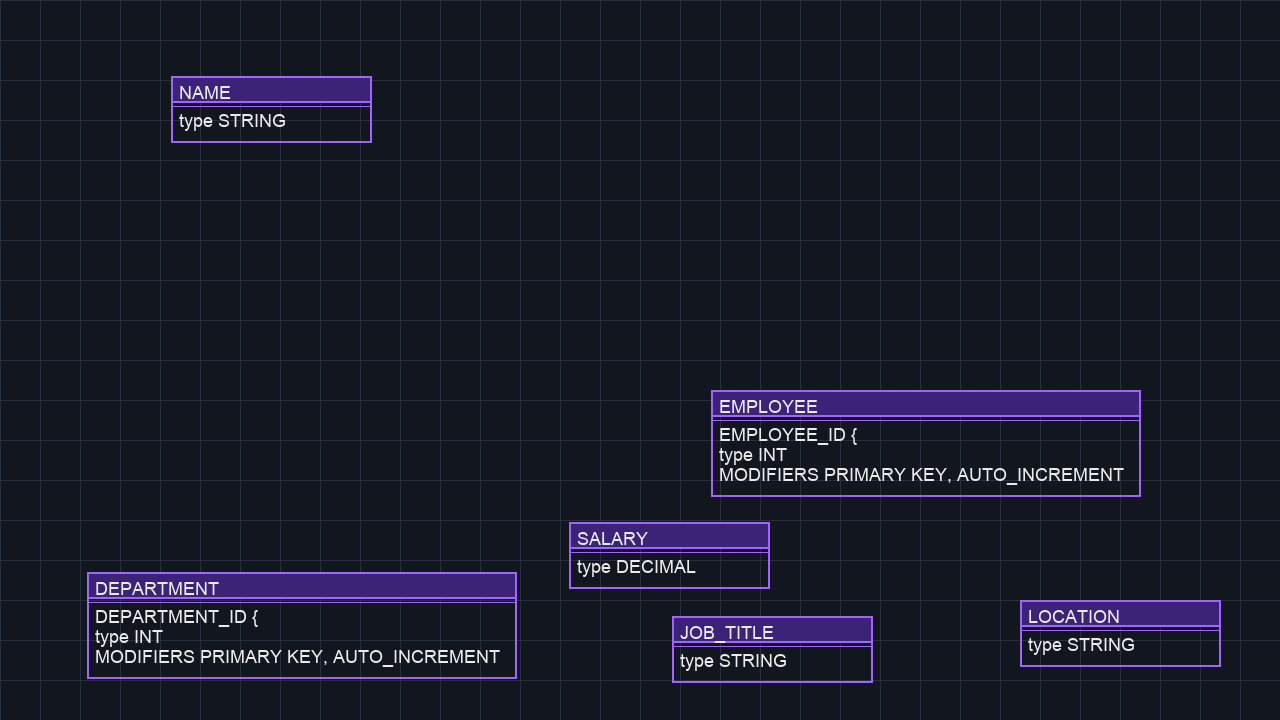 NAME
type STRING
EMPLOYEE
EMPLOYEE_ID {
type INT
MODIFIERS PRIMARY KEY, AUTO_INCREMENT
SALARY
type DECIMAL
DEPARTMENT
DEPARTMENT_ID {
type INT
MODIFIERS PRIMARY KEY, AUTO_INCREMENT
JOB_TITLE
type STRING
LOCATION
type STRING